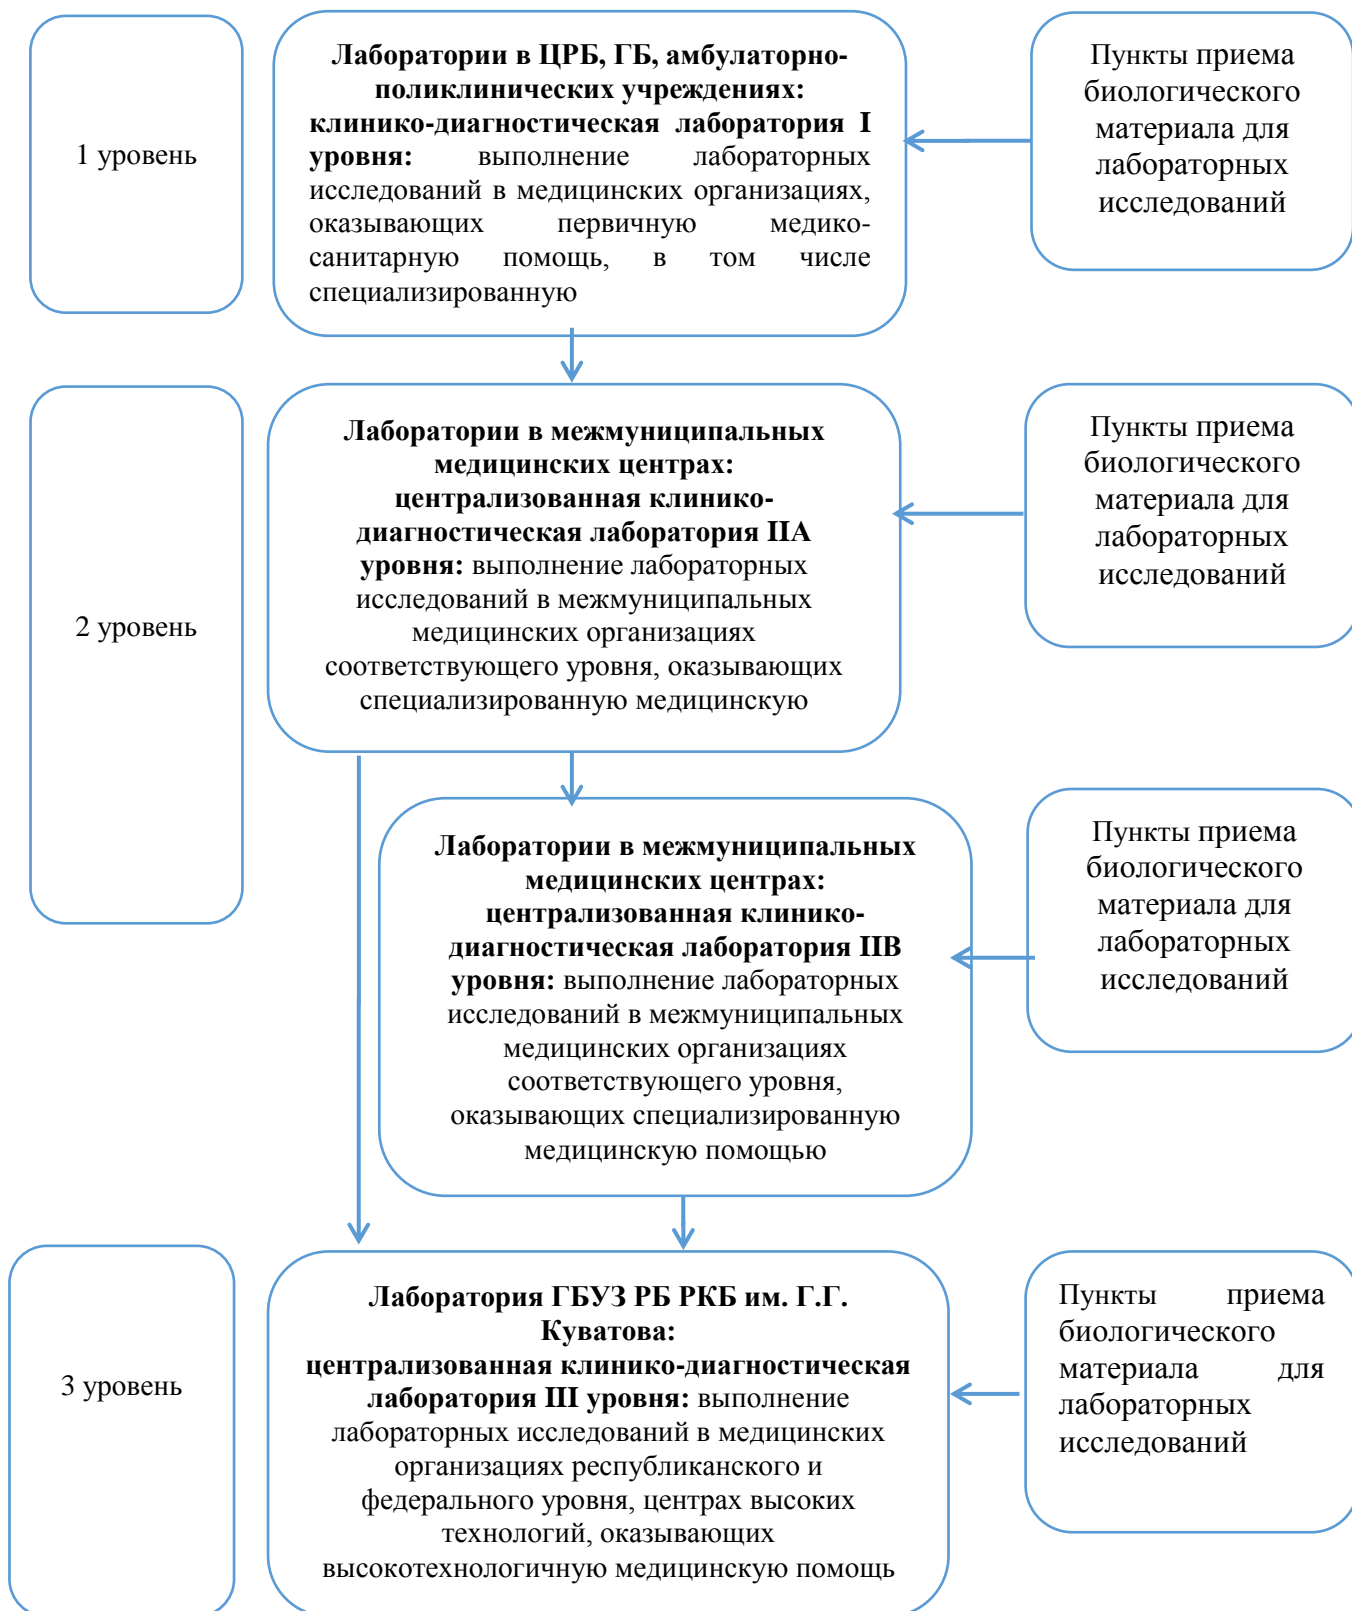 1 уровень
Лаборатории в ЦРБ, ГБ, амбулаторно-
поликлинических учреждениях:
клинико-диагностическая лаборатория I
уровня: выполнение лабораторных
исследований в медицинских организациях,
оказывающих первичную медико-
санитарную помощь, в том числе
специализированную
Пункты приема
биологического
материала для
лабораторных
исследований
2 уровень
Лаборатории в межмуниципальных
медицинских центрах:
централизованная клинико-
диагностическая лаборатория IIА
уровня: выполнение лабораторных
исследований в межмуниципальных
медицинских организациях
соответствующего уровня, оказывающих
специализированную медицинскую
Пункты приема
биологического
материала для
лабораторных
исследований
Лаборатории в межмуниципальных
медицинских центрах:
централизованная клинико-
диагностическая лаборатория IIВ
уровня: выполнение лабораторных
исследований в межмуниципальных
медицинских организациях
соответствующего уровня,
оказывающих специализированную
медицинскую помощью
Пункты приема
биологического
материала для
лабораторных
исследований
3 уровень
Лаборатория ГБУЗ РБ РКБ им. Г.Г.
Куватова:
централизованная клинико-диагностическая
лаборатория III уровня: выполнение
лабораторных исследований в медицинских
организациях республиканского и
федерального уровня, центрах высоких
технологий, оказывающих
высокотехнологичную медицинскую помощь
Пункты приема
биологического
материала для
лабораторных
исследований